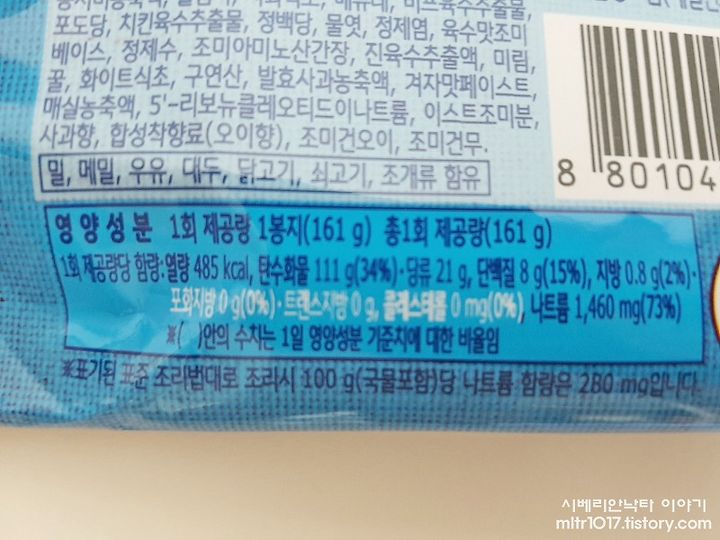 포도당, 치킨육수추출물, 정백당, 물엿, 정제염, 육수맛조미
베이스, 정제수, 조미아미노산간장, 진육수추출액, 미림,
꿀, 화이트식초, 구연산, 발효사과농축액, 겨자맛페이스트,
매실농축액, 5'-리보뉴클레오티드이나트륨, 이스트조미분,
사과향, 합성착향료(오이향), 조미건오이, 조미건무.
밀, 메밀, 우유, 대두, 닭고기, 쇠고기, 조개류 함유
8 80104
영양성분 1회 제공량 1봉지(161 g) 총1회 제공량(161 g)
1회 제공량당 함량:열량 485 kcal, 탄수화물 111 g(34%)·당류 21 g, 단백질 8 g(15%), 지방 0.8 g(2%)·
포화지방 0 g(0%)·트랜스지방 0 g, 콜레스테롤 0 mg(0%), 나트륨 1,460 mg(73%)
※( )안의 수치는 1일 영양성분 기준치에 대한 비율임
※표기된 표준 조리법대로 조리시 100 g(국물포함)당 나트륨 함량은 280 mg입니다.
시베리안낙타 이야기
mltr1017.tistory.com